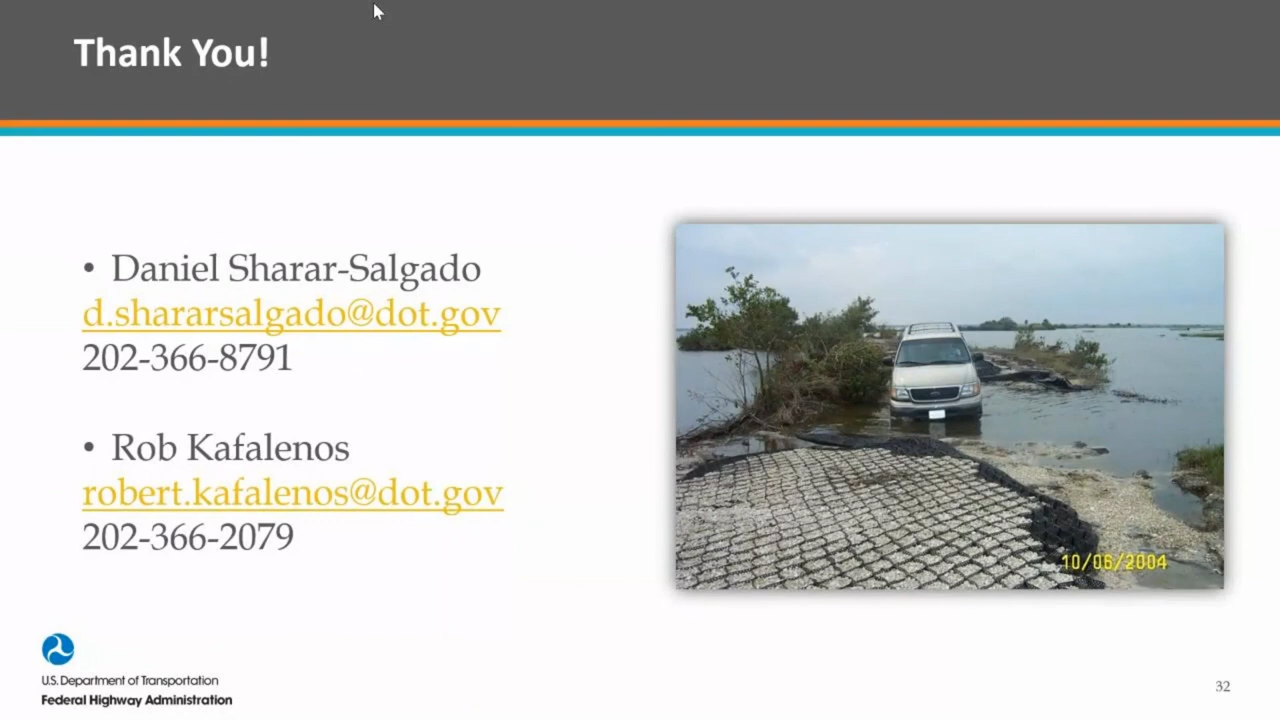 Thank You!
• Daniel Sharar-Salgado
d.shararsalgado@dot.gov
202-366-8791
• Rob Kafalenos
robert.kafalenos@dot.gov
202-366-2079
10/06/2004
U.S. Department of Transportation
Federal Highway Administration
32